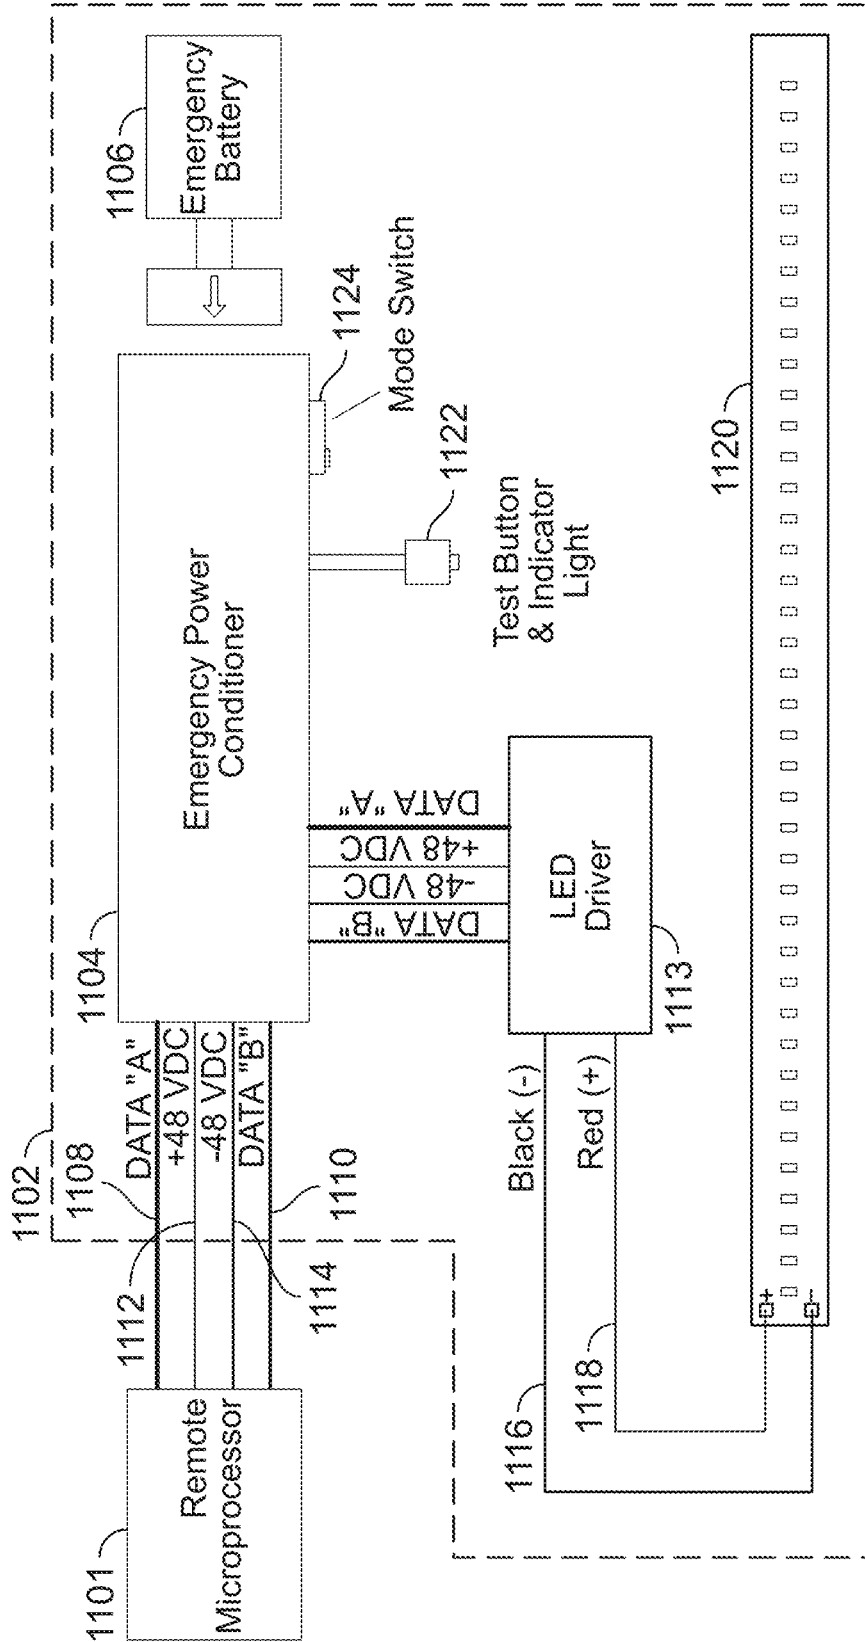 1102
1101
Remote
Microprocessor
1108
1112
1114
1110
DATA "A"
+48 VDC
-48 VDC
DATA "B"
1104
Emergency Power
Conditioner
1106
Emergency
Battery
1124
Mode Switch
1122
Test Button
& Indicator
Light
DATA "B"
-48 VDC
+48 VDC
DATA "A"
LED
Driver
1113
Black (-)
Red (+)
1116
1118
1120
+
-